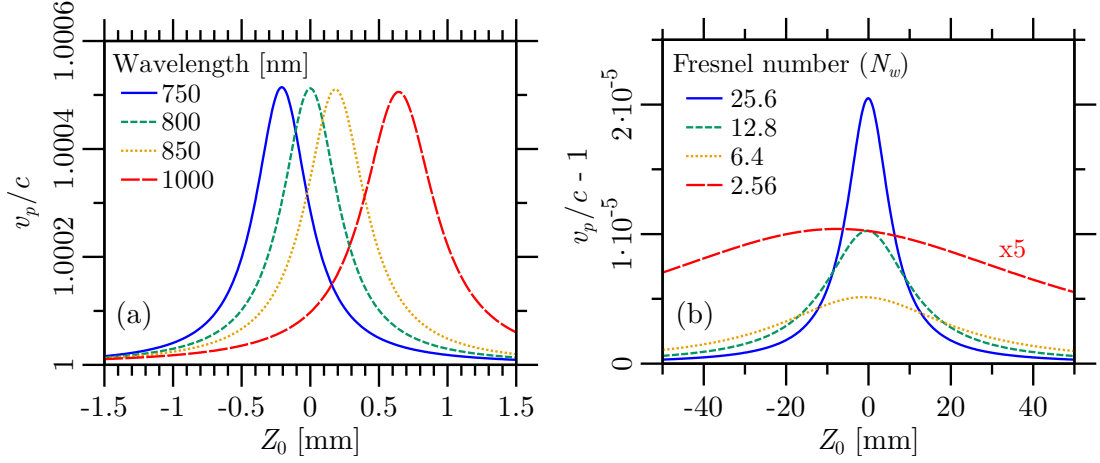 1.0006
1.0004
1.0002
1
v_p/c
Wavelength [nm]
750
800
850
1000
(a)
-1.5 -1 -0.5 0 0.5 1 1.5
Z_0 [mm]
2·10^-5
1·10^-5
0
v_p/c - 1
Fresnel number (N_w)
25.6
12.8
6.4
2.56
x5
(b)
-40 -20 0 20 40
Z_0 [mm]